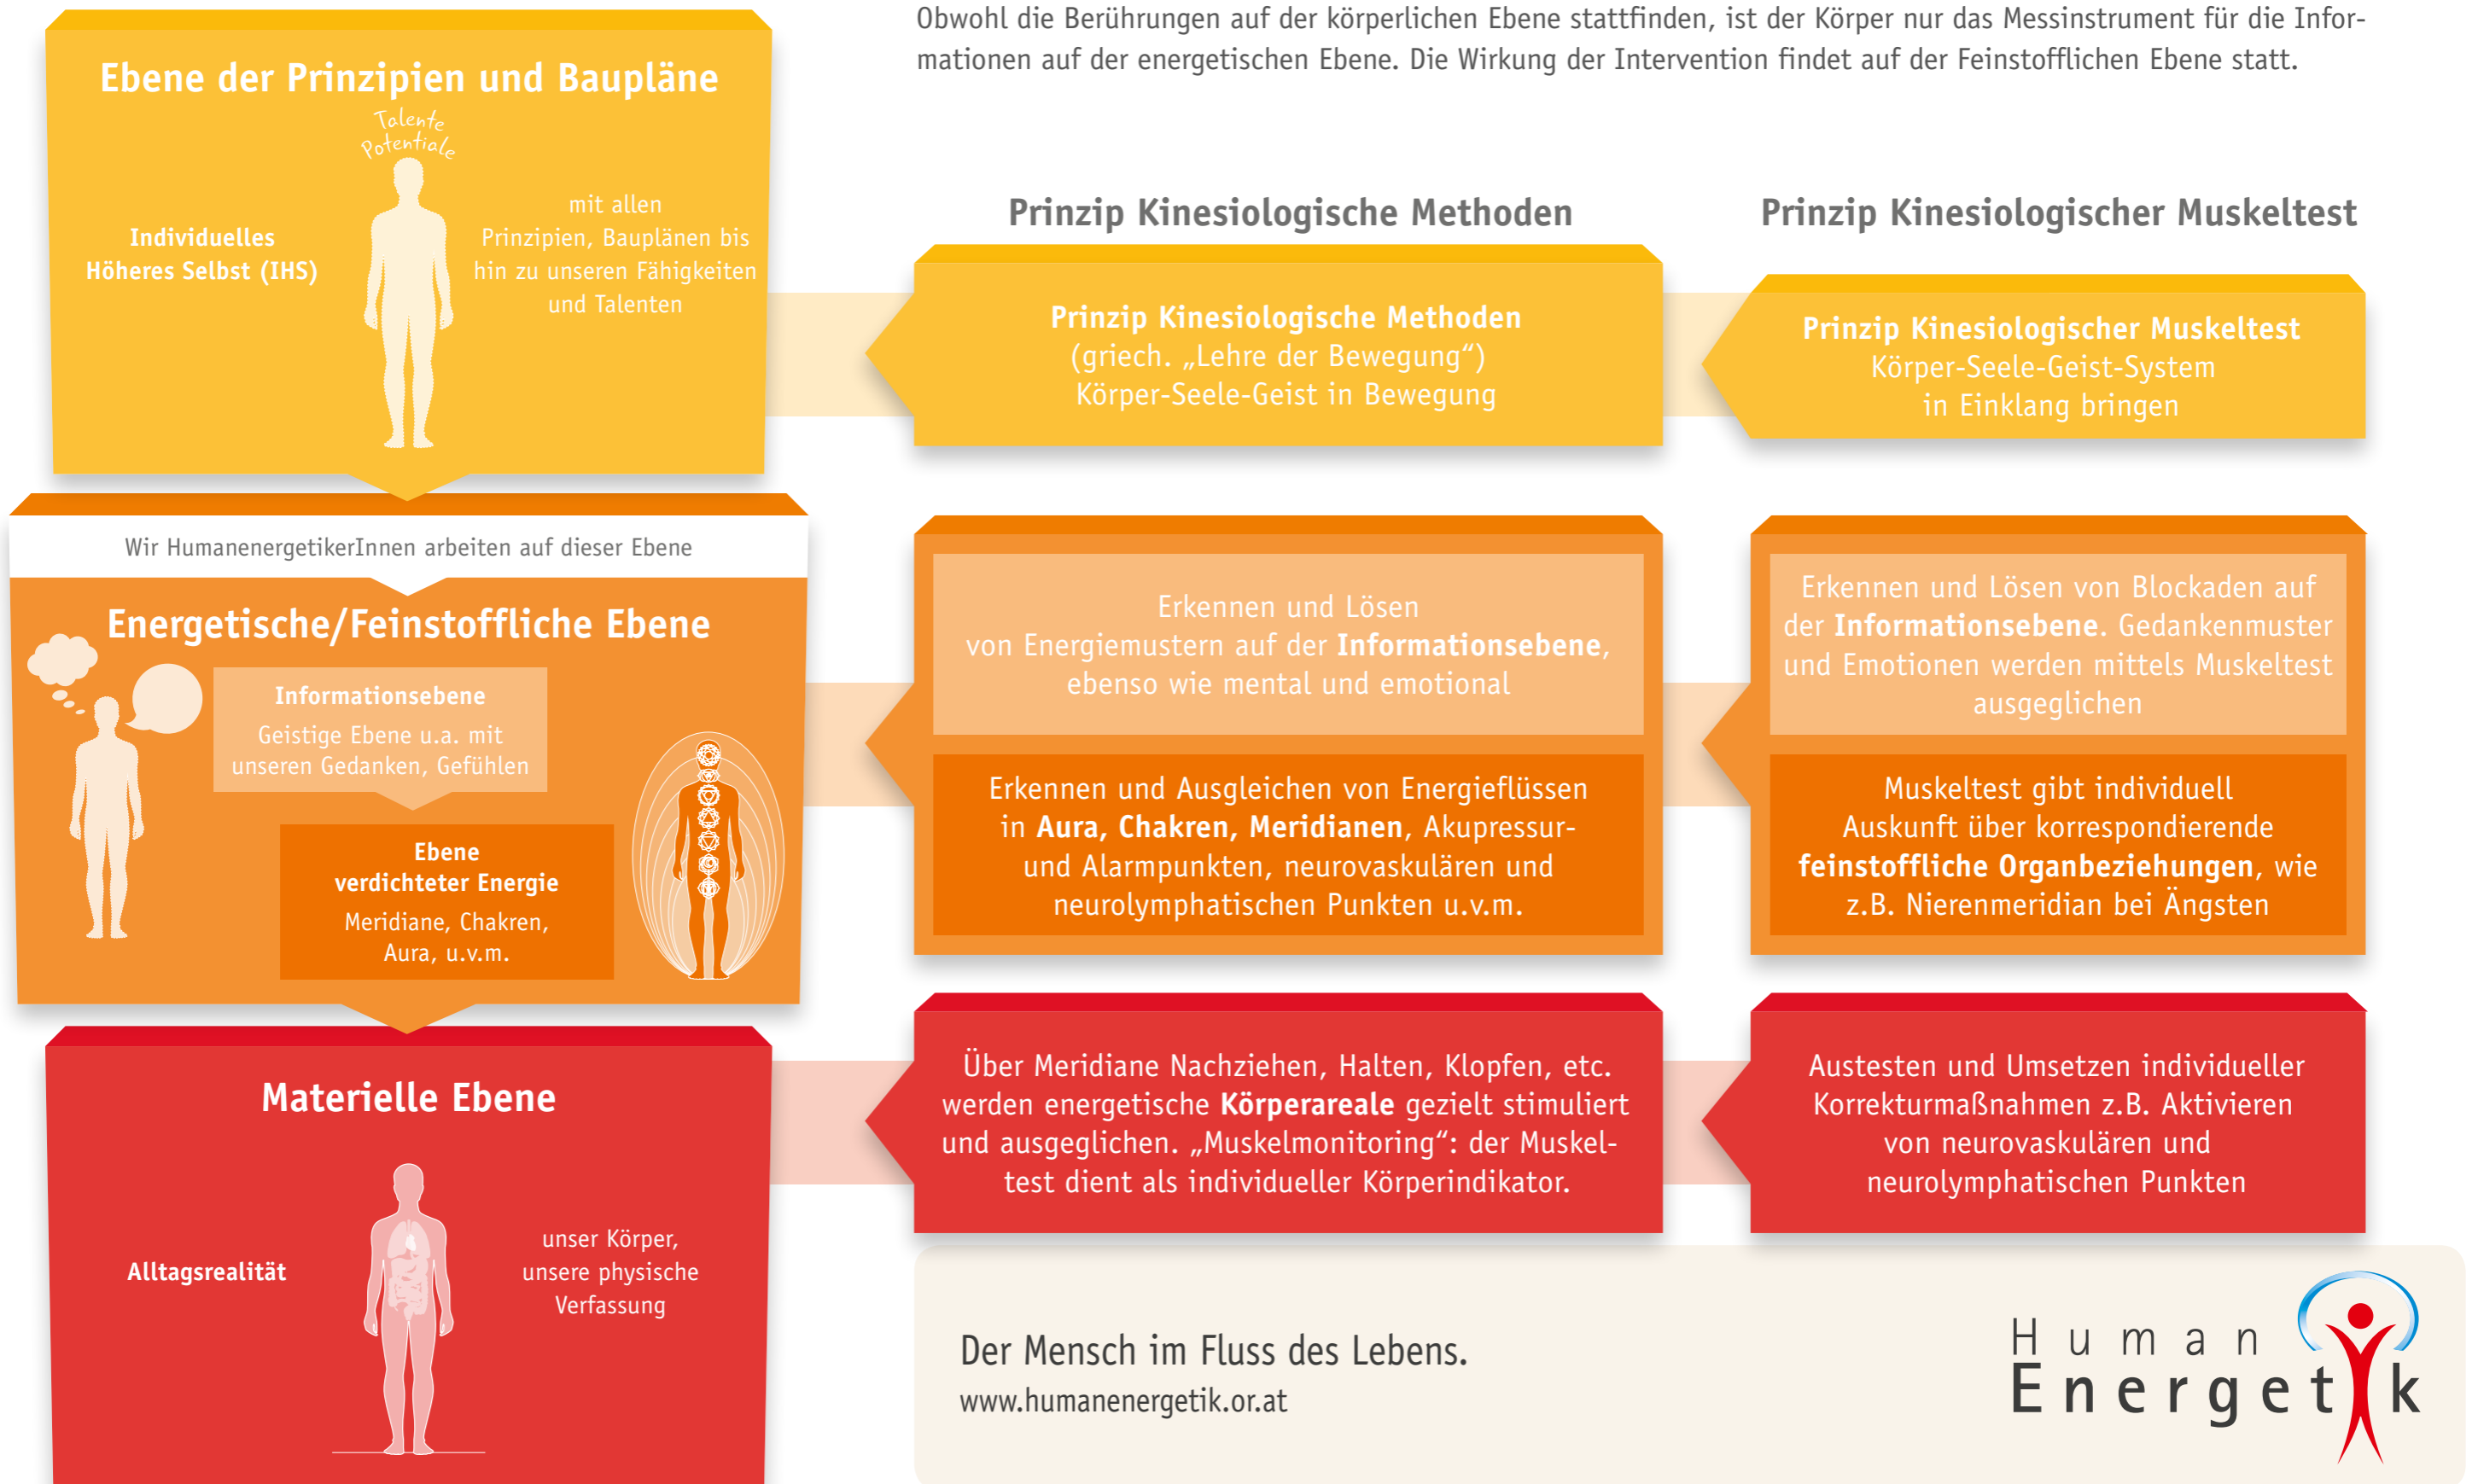 Obwohl die Berührungen auf der körperlichen Ebene stattfinden, ist der Körper nur das Messinstrument für die Infor-
mationen auf der energetischen Ebene. Die Wirkung der Intervention findet auf der Feinstofflichen Ebene statt.
Ebene der Prinzipien und Baupläne
Talente
Potentiale
Individuelles
Höheres Selbst (IHS)
mit allen
Prinzipien, Bauplänen bis
hin zu unseren Fähigkeiten
und Talenten
Prinzip Kinesiologische Methoden
Prinzip Kinesiologische Methoden
(griech. „Lehre der Bewegung“)
Körper-Seele-Geist in Bewegung
Prinzip Kinesiologischer Muskeltest
Prinzip Kinesiologischer Muskeltest
Körper-Seele-Geist-System
in Einklang bringen
Wir HumanenergetikerInnen arbeiten auf dieser Ebene
Energetische/Feinstoffliche Ebene
Informationsebene
Geistige Ebene u.a. mit
unseren Gedanken, Gefühlen
Ebene
verdichteter Energie
Meridiane, Chakren,
Aura, u.v.m.
Erkennen und Lösen
von Energiemustern auf der Informationsebene,
ebenso wie mental und emotional
Erkennen und Ausgleichen von Energieflüssen
in Aura, Chakren, Meridianen, Akupressur-
und Alarmpunkten, neurovaskulären und
neurolymphatischen Punkten u.v.m.
Erkennen und Lösen von Blockaden auf
der Informationsebene. Gedankenmuster
und Emotionen werden mittels Muskeltest
ausgeglichen
Muskeltest gibt individuell
Auskunft über korrespondierende
feinstoffliche Organbeziehungen, wie
z.B. Nierenmeridian bei Ängsten
Materielle Ebene
Alltagsrealität
unser Körper,
unsere physische
Verfassung
Über Meridiane Nachziehen, Halten, Klopfen, etc.
werden energetische Körperareale gezielt stimuliert
und ausgeglichen. „Muskelmonitoring“: der Muskel-
test dient als individueller Körperindikator.
Austesten und Umsetzen individueller
Korrekturmaßnahmen z.B. Aktivieren
von neurovaskulären und
neurolymphatischen Punkten
Der Mensch im Fluss des Lebens.
www.humanenergetik.or.at
Human
Energetik